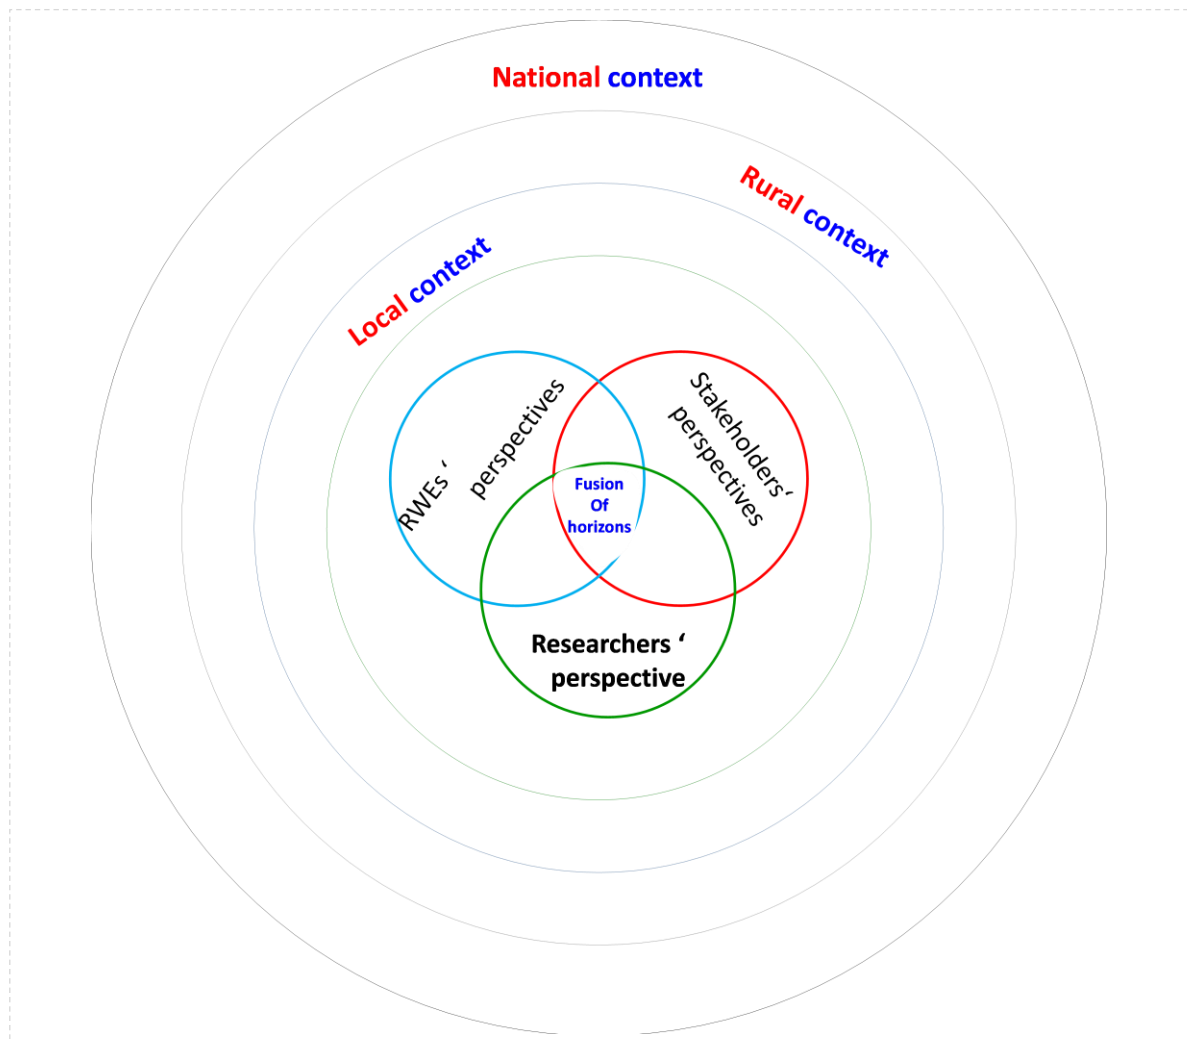 National context
Rural context
Local context
RWEs ‘
perspectives
Stakeholders’
perspectives
Fusion
Of
horizons
Researchers ‘
perspective